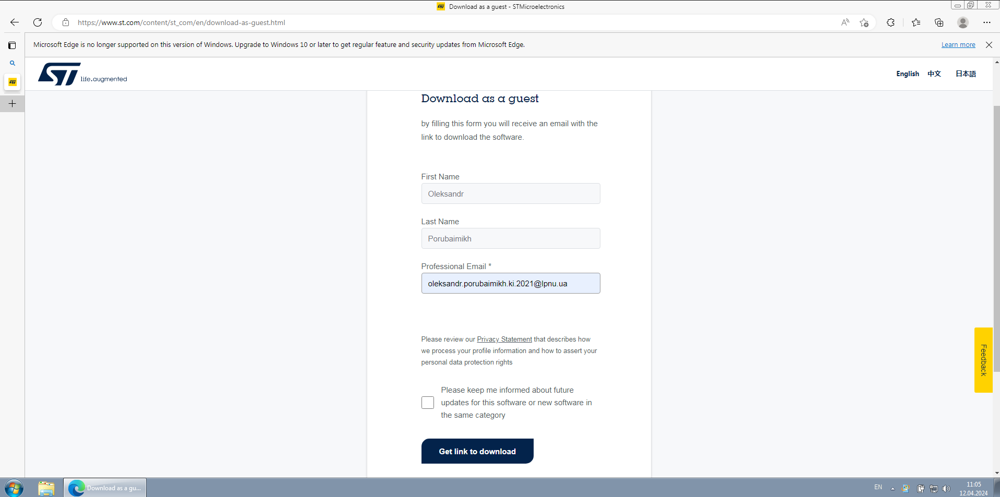 Download as a guest - STMicroelectronics
https://www.st.com/content/st_com/en/download-as-guest.html
Microsoft Edge is no longer supported on this version of Windows. Upgrade to Windows 10 or later to get regular feature and security updates from Microsoft Edge.
Learn more
ST life.augmented
English 中文 日本語
Download as a guest
by filling this form you will receive an email with the
link to download the software.
First Name
Oleksandr
Last Name
Porubaimikh
Professional Email *
oleksandr.porubaimikh.ki.2021@lpnu.ua
Please review our Privacy Statement that describes how
we process your profile information and how to assert your
personal data protection rights
Please keep me informed about future
updates for this software or new software in
the same category
Get link to download
Feedback
Download as a gu...
EN
11:05
12.04.2024